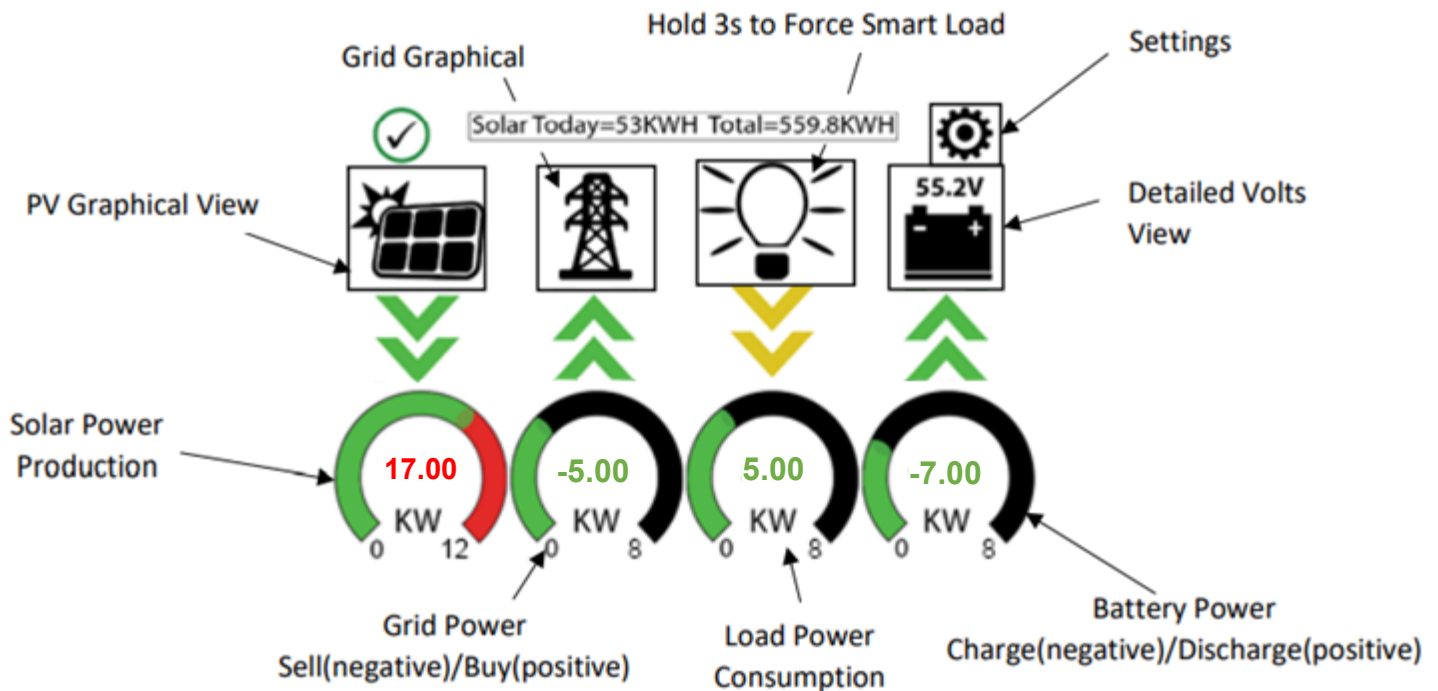 Hold 3s to Force Smart Load
Settings
Grid Graphical
Solar Today=53KWH Total=559.8KWH
PV Graphical View
55.2V
- +
Detailed Volts
View
Solar Power
Production
17.00
KW
0 12
-5.00
KW
0 8
5.00
KW
0 8
-7.00
KW
0 8
Grid Power
Sell(negative)/Buy(positive)
Load Power
Consumption
Battery Power
Charge(negative)/Discharge(positive)